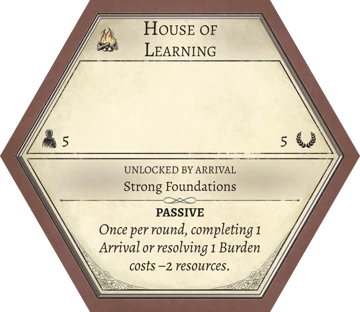 House of
Learning
5 5
UNLOCKED BY ARRIVAL
Strong Foundations
PASSIVE
Once per round, completing 1
Arrival or resolving 1 Burden
costs –2 resources.